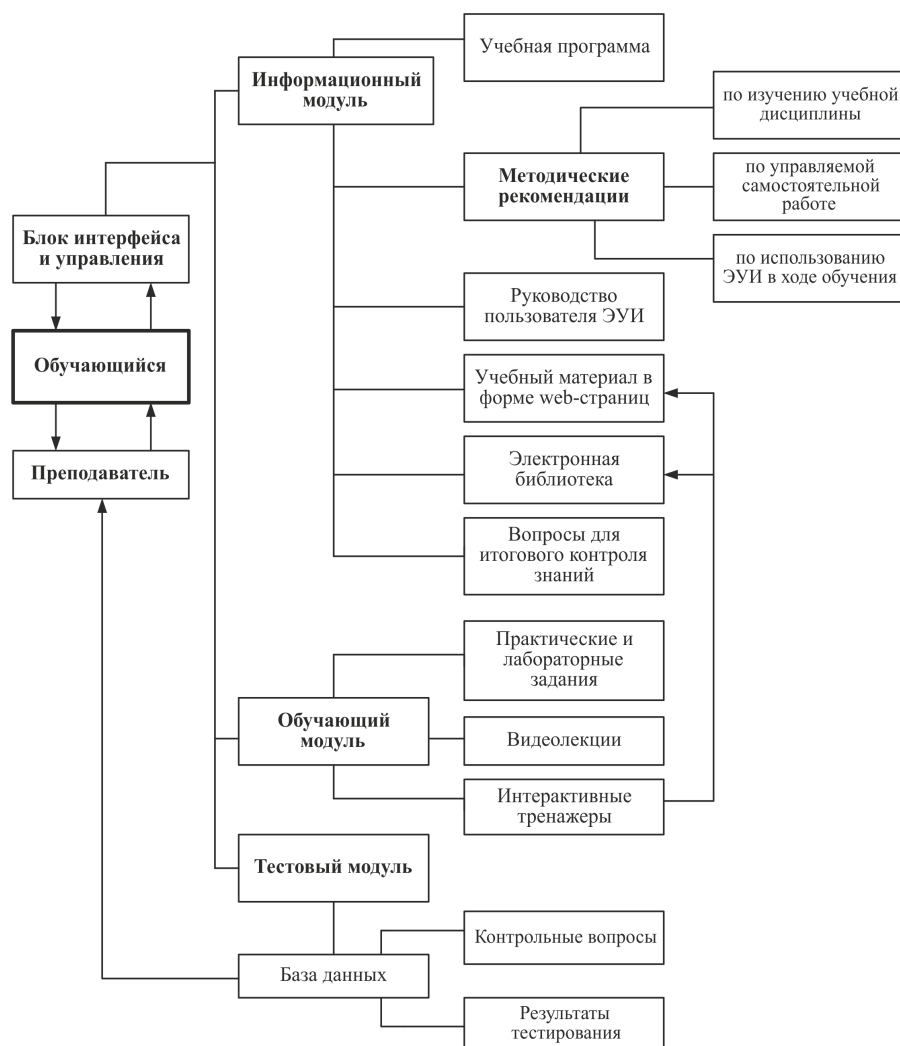 Учебная программа
Информационный
модуль
по изучению учебной
дисциплины
Методические
рекомендации
по управляемой
самостоятельной
работе
по использованию
ЭУИ в ходе обучения
Блок интерфейса
и управления
Руководство
пользователя ЭУИ
Обучающийся
Учебный материал в
форме web-страниц
Преподаватель
Электронная
библиотека
Вопросы для
итогового контроля
знаний
Практические и
лабораторные
задания
Обучающий
модуль
Видеолекции
Интерактивные
тренажеры
Тестовый модуль
Контрольные вопросы
База данных
Результаты
тестирования